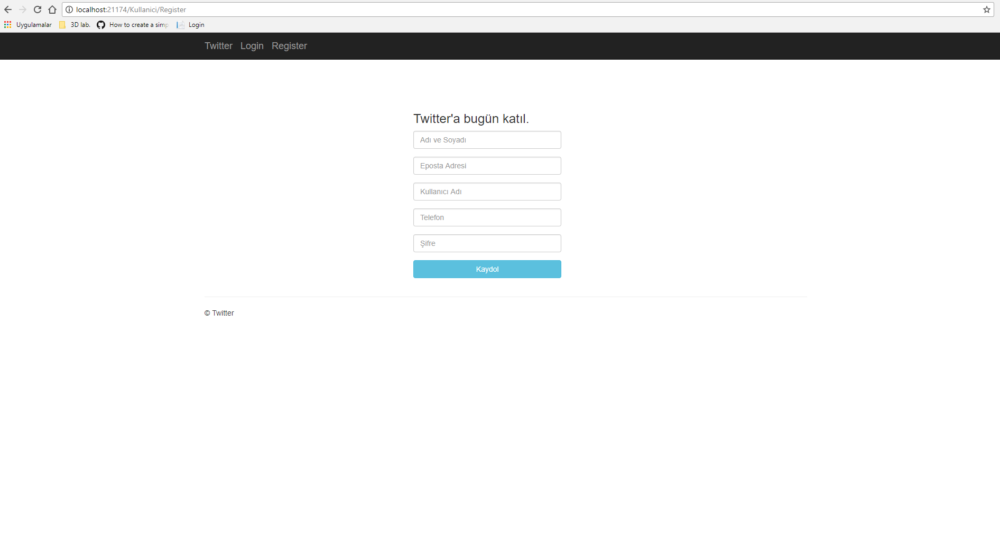 localhost:21174/Kullanici/Register
Uygulamalar 3D lab. How to create a simp Login
Twitter Login Register
Twitter'a bugün katıl.
Adı ve Soyadı
Eposta Adresi
Kullanıcı Adı
Telefon
Şifre
Kaydol
© Twitter